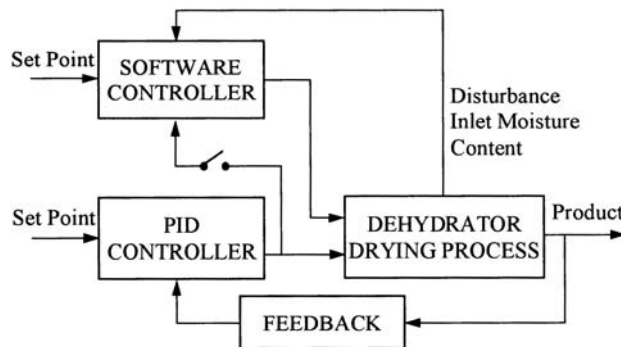 Set Point
SOFTWARE
CONTROLLER
Disturbance
Inlet Moisture
Content
Set Point
PID
CONTROLLER
DEHYDRATOR
DRYING PROCESS
Product
FEEDBACK